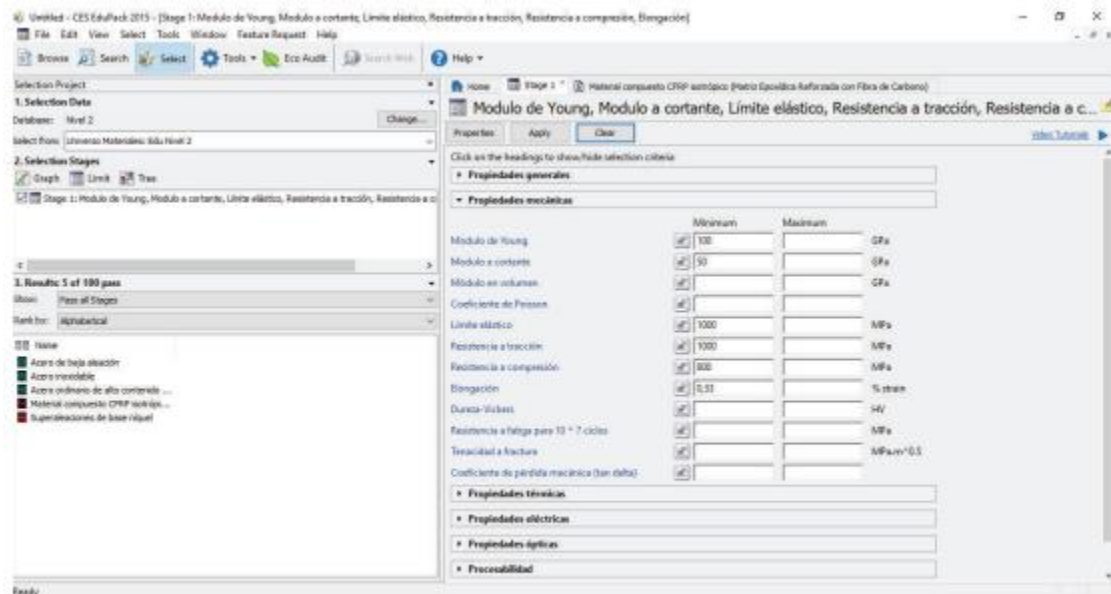 Untitled - CES EduPack 2015 - [Stage 1: Modulo de Young, Modulo a cortante, Límite elástico, Resistencia a tracción, Resistencia a compresión, Elongación]
File Edit View Select Tools Window Feature Request Help
Browse Search Select Tools Eco Audit Search Web Help
Selection Project
1. Selection Data
Database: Nivel 2 Change...
Select from: Universo Materiales: Edu Nivel 2
2. Selection Stages
Graph Limit Tree
Stage 1: Modulo de Young, Modulo a cortante, Límite elástico, Resistencia a tracción, Resistencia a c
3. Results: 5 of 100 pass
Show: Pass all Stages
Rank by: Alphabetical
Name
Acero de baja aleación
Acero inoxidable
Acero ordinario de alto contenido ...
Material compuesto CFRP isotróp...
Superaleaciones de base níquel
Ready
Home Stage 1 Material compuesto CFRP isotrópico (Matriz Epoxídica Reforzada con Fibra de Carbono)
Modulo de Young, Modulo a cortante, Límite elástico, Resistencia a tracción, Resistencia a c...
Properties Apply Clear Video Tutorials
Click on the headings to show/hide selection criteria
Propiedades generales
Propiedades mecánicas
Minimum Maximum
Modulo de Young 100 GPa
Modulo a cortante 50 GPa
Módulo en volumen GPa
Coeficiente de Poisson
Límite elástico 1000 MPa
Resistencia a tracción 1000 MPa
Resistencia a compresión 800 MPa
Elongación 0,33 % strain
Dureza-Vickers HV
Resistencia a fatiga para 10 ^ 7 ciclos MPa
Tenacidad a fractura MPa.m^0.5
Coeficiente de pérdida mecánica (tan delta)
Propiedades térmicas
Propiedades eléctricas
Propiedades ópticas
Procesabilidad